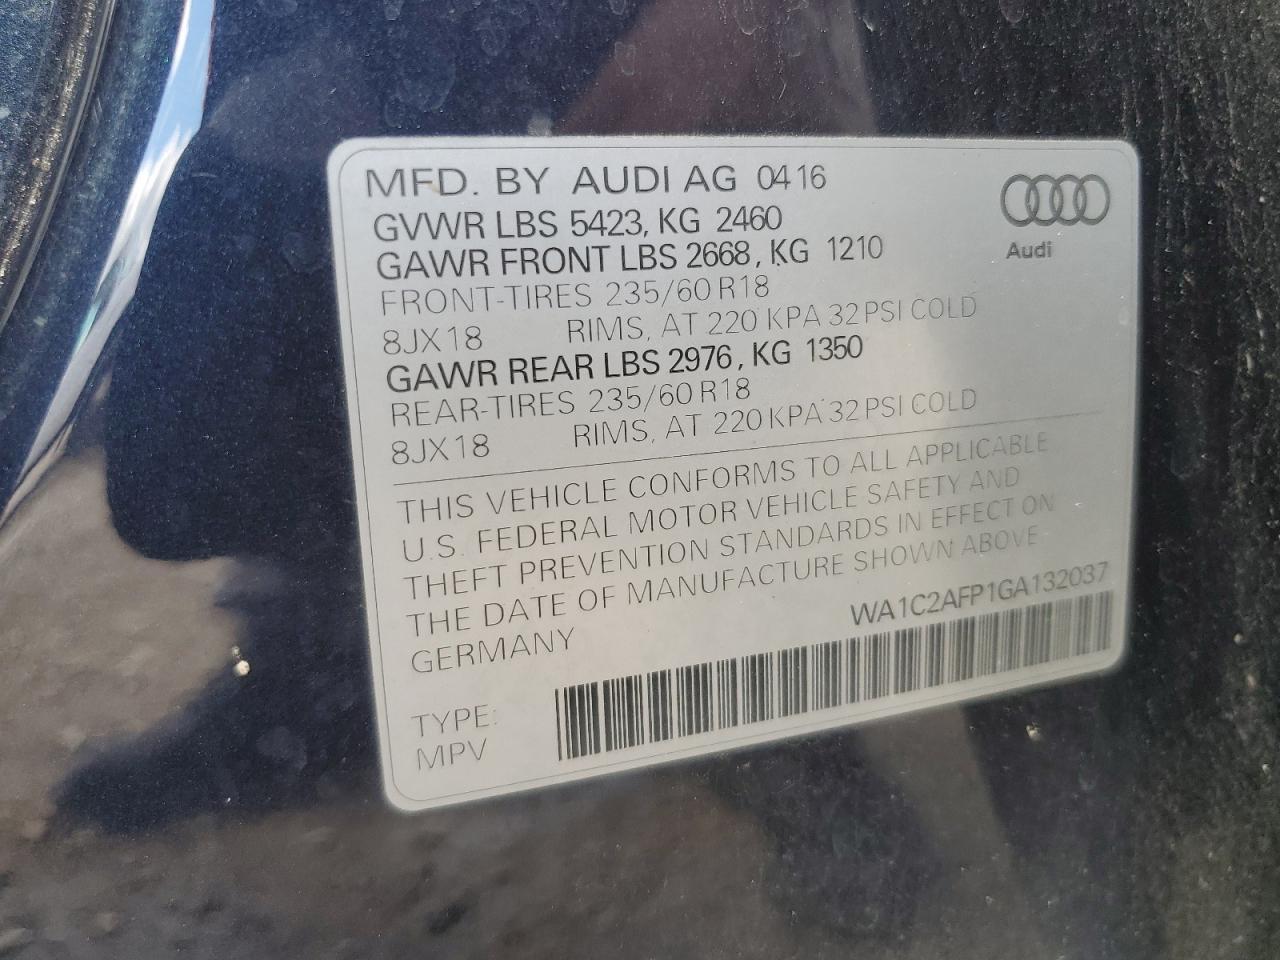 MFD. BY AUDI AG 0416
GVWR LBS 5423, KG 2460
GAWR FRONT LBS 2668, KG 1210
FRONT-TIRES 235/60 R18
8JX18 RIMS, AT 220 KPA 32 PSI COLD
GAWR REAR LBS 2976, KG 1350
REAR-TIRES 235/60 R18
8JX18 RIMS, AT 220 KPA 32 PSI COLD
Audi
THIS VEHICLE CONFORMS TO ALL APPLICABLE
U.S. FEDERAL MOTOR VEHICLE SAFETY AND
THEFT PREVENTION STANDARDS IN EFFECT ON
THE DATE OF MANUFACTURE SHOWN ABOVE
GERMANY
WA1C2AFP1GA132037
TYPE:
MPV